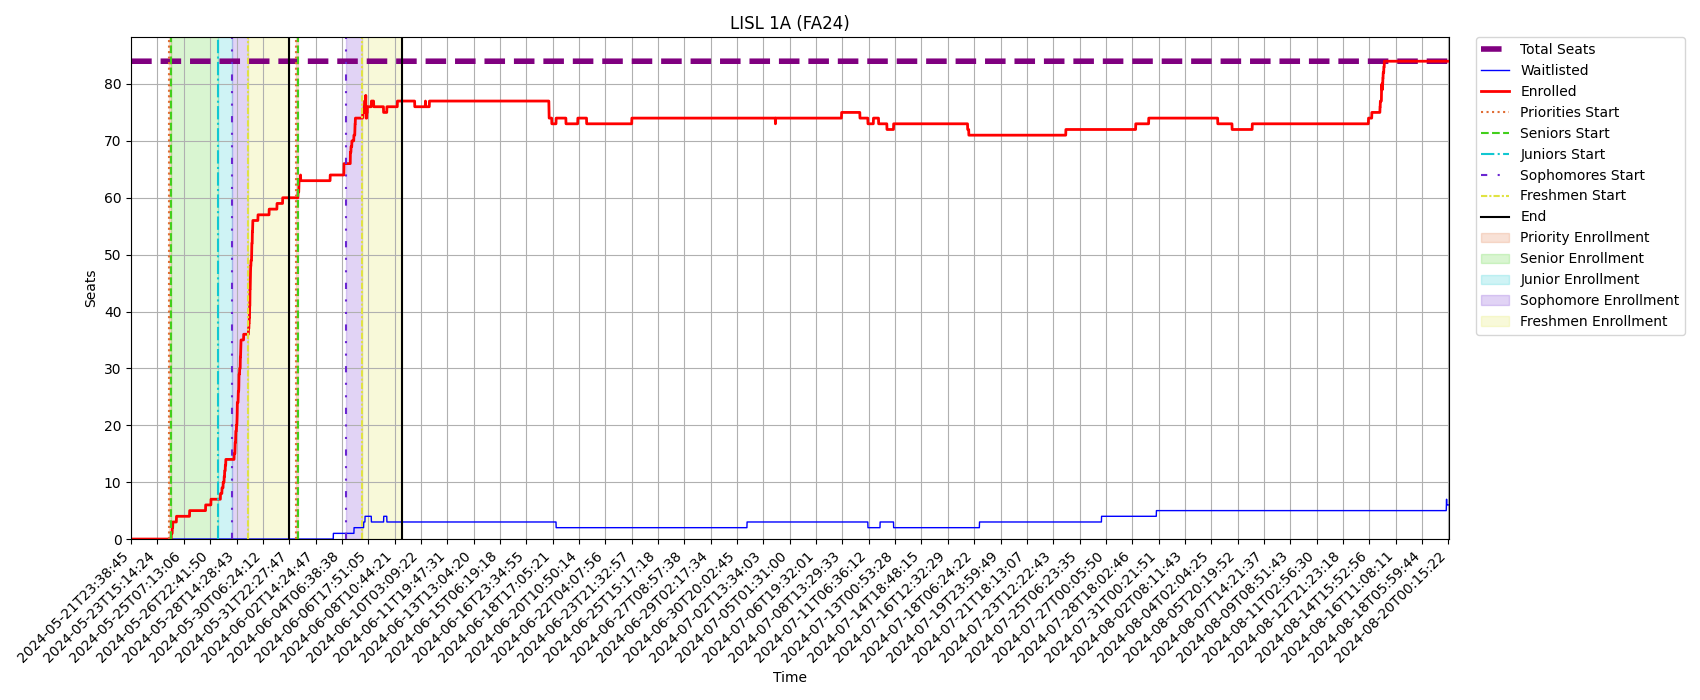 LISL 1A (FA24)
Seats
80
70
60
50
40
30
20
10
0
2024-05-21T23:38:45
2024-05-23T15:14:24
2024-05-25T07:13:06
2024-05-26T22:41:50
2024-05-28T14:28:43
2024-05-30T06:24:12
2024-05-31T22:27:47
2024-06-02T14:24:47
2024-06-04T06:38:38
2024-06-06T17:51:05
2024-06-08T10:44:21
2024-06-10T03:09:22
2024-06-11T19:47:31
2024-06-13T13:04:20
2024-06-15T06:19:18
2024-06-16T23:34:55
2024-06-18T17:05:21
2024-06-20T10:50:14
2024-06-22T04:07:56
2024-06-23T21:32:57
2024-06-25T15:17:18
2024-06-27T08:57:38
2024-06-29T02:17:34
2024-06-30T20:02:45
2024-07-02T13:34:03
2024-07-05T01:31:00
2024-07-06T19:32:01
2024-07-08T13:29:33
2024-07-11T06:36:12
2024-07-13T00:53:28
2024-07-14T18:48:15
2024-07-16T12:32:29
2024-07-18T06:24:22
2024-07-19T23:59:49
2024-07-21T18:13:07
2024-07-23T12:22:43
2024-07-25T06:23:35
2024-07-27T00:05:50
2024-07-28T18:02:46
2024-07-31T00:21:51
2024-08-02T08:11:43
2024-08-04T02:04:25
2024-08-05T20:19:52
2024-08-07T14:21:37
2024-08-09T08:51:43
2024-08-11T02:56:30
2024-08-12T21:23:18
2024-08-14T15:52:56
2024-08-16T11:08:11
2024-08-18T05:59:44
2024-08-20T00:15:22
Time
Total Seats
Waitlisted
Enrolled
Priorities Start
Seniors Start
Juniors Start
Sophomores Start
Freshmen Start
End
Priority Enrollment
Senior Enrollment
Junior Enrollment
Sophomore Enrollment
Freshmen Enrollment